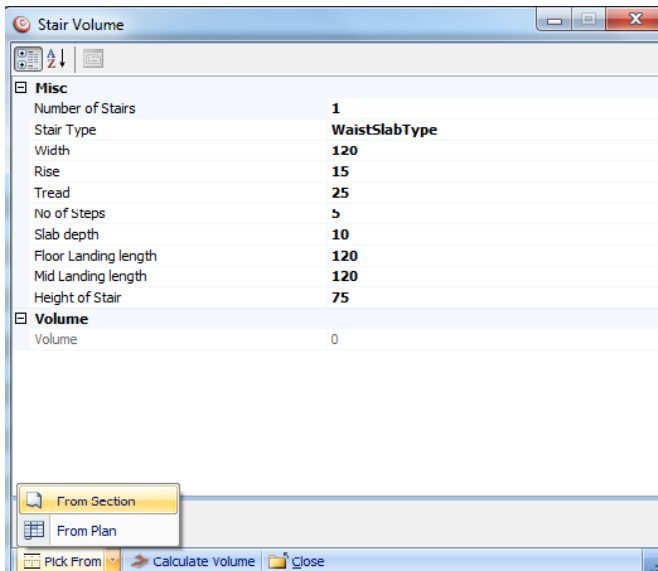 Stair Volume
Misc
Number of Stairs 1
Stair Type WaistSlabType
Width 120
Rise 15
Tread 25
No of Steps 5
Slab depth 10
Floor Landing length 120
Mid Landing length 120
Height of Stair 75
Volume
Volume 0
From Section
From Plan
Pick From Calculate Volume Close